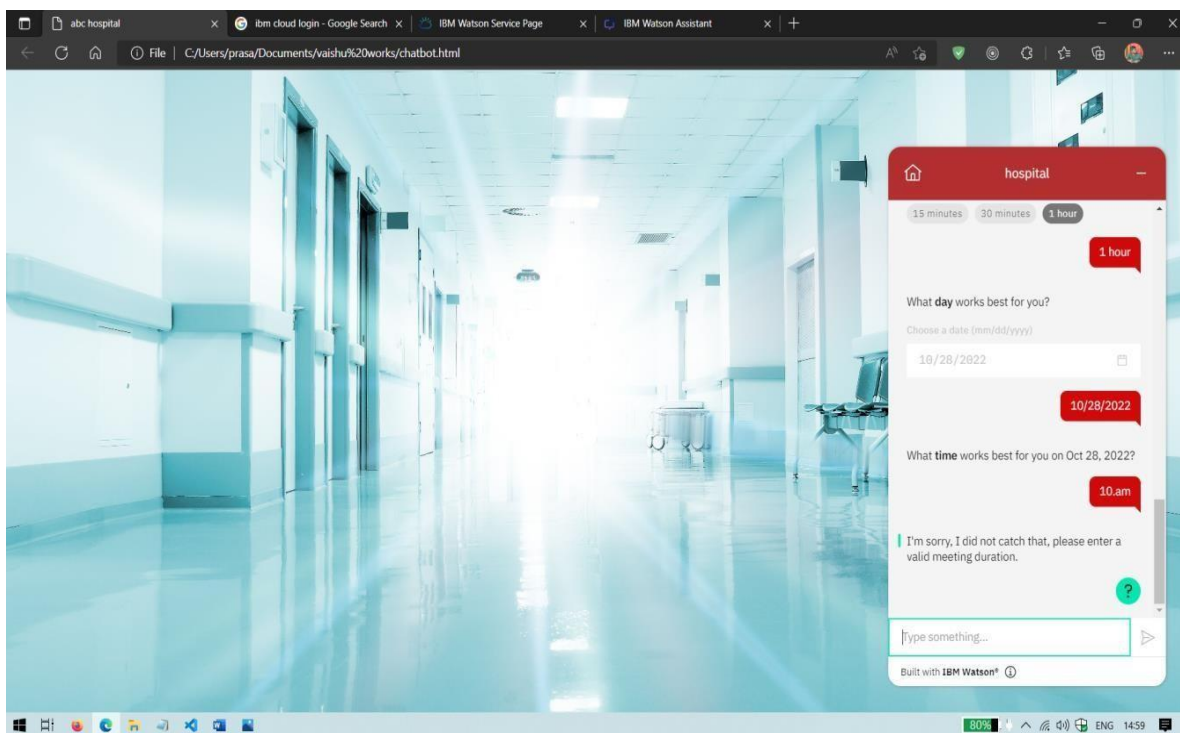 abc hospital
ibm cloud login - Google Search
IBM Watson Service Page
IBM Watson Assistant
File | C:/Users/prasa/Documents/vaishu%20works/chatbot.html
hospital
15 minutes 30 minutes 1 hour
1 hour
What day works best for you?
Choose a date (mm/dd/yyyy)
10/28/2022
10/28/2022
What time works best for you on Oct 28, 2022?
10.am
I'm sorry, I did not catch that, please enter a
valid meeting duration.
?
Type something...
Built with IBM Watson®
80% ENG 14:59